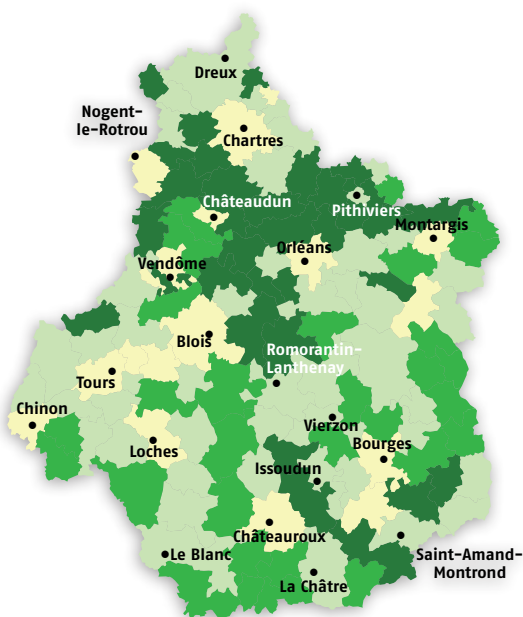 Dreux
Nogent-
le-Rotrou
Chartres
Châteaudun
Pithiviers
Montargis
Orléans
Vendôme
Blois
Romorantin-
Lanthenay
Tours
Chinon
Vierzon
Loches
Bourges
Issoudun
Châteauroux
Le Blanc
Saint-Amand-
Montrond
La Châtre